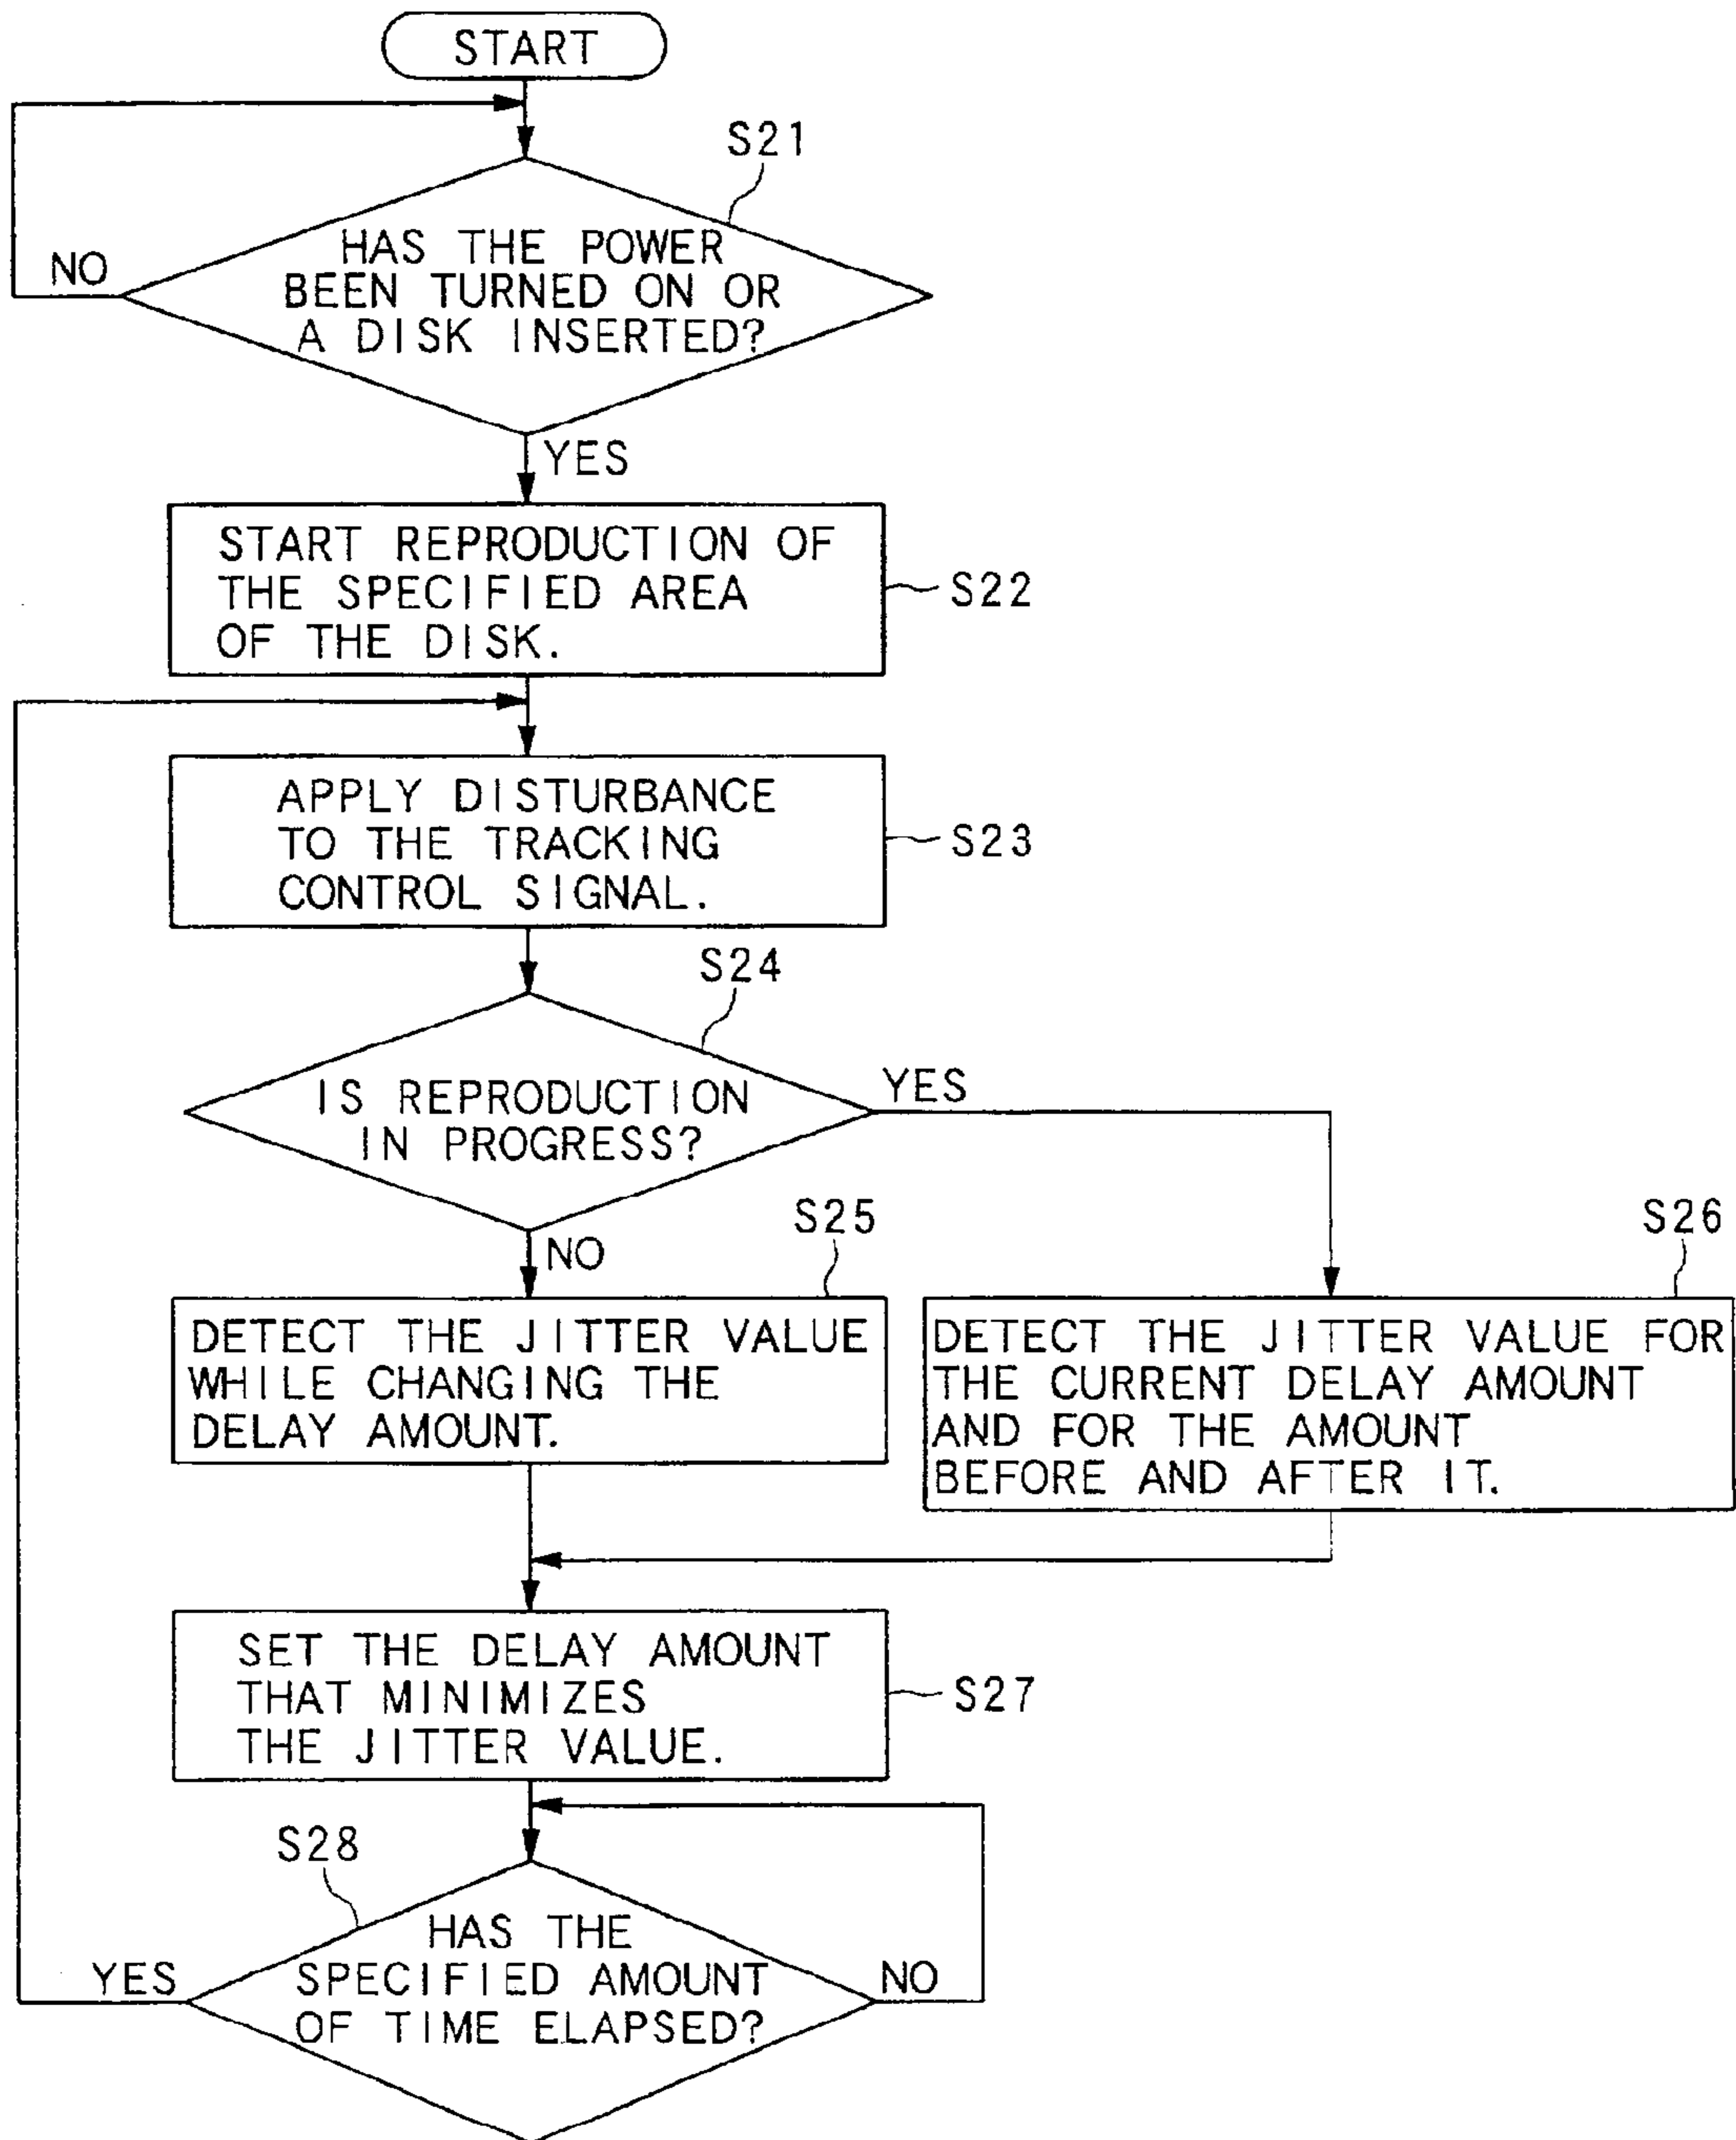 START
S21
HAS THE POWER
BEEN TURNED ON OR
A DISK INSERTED?
NO
YES
START REPRODUCTION OF
THE SPECIFIED AREA
OF THE DISK.
S22
APPLY DISTURBANCE
TO THE TRACKING
CONTROL SIGNAL.
S23
S24
IS REPRODUCTION
IN PROGRESS?
YES
NO
S25
DETECT THE JITTER VALUE
WHILE CHANGING THE
DELAY AMOUNT.
S26
DETECT THE JITTER VALUE FOR
THE CURRENT DELAY AMOUNT
AND FOR THE AMOUNT
BEFORE AND AFTER IT.
SET THE DELAY AMOUNT
THAT MINIMIZES
THE JITTER VALUE.
S27
S28
HAS THE
SPECIFIED AMOUNT
OF TIME ELAPSED?
YES
NO